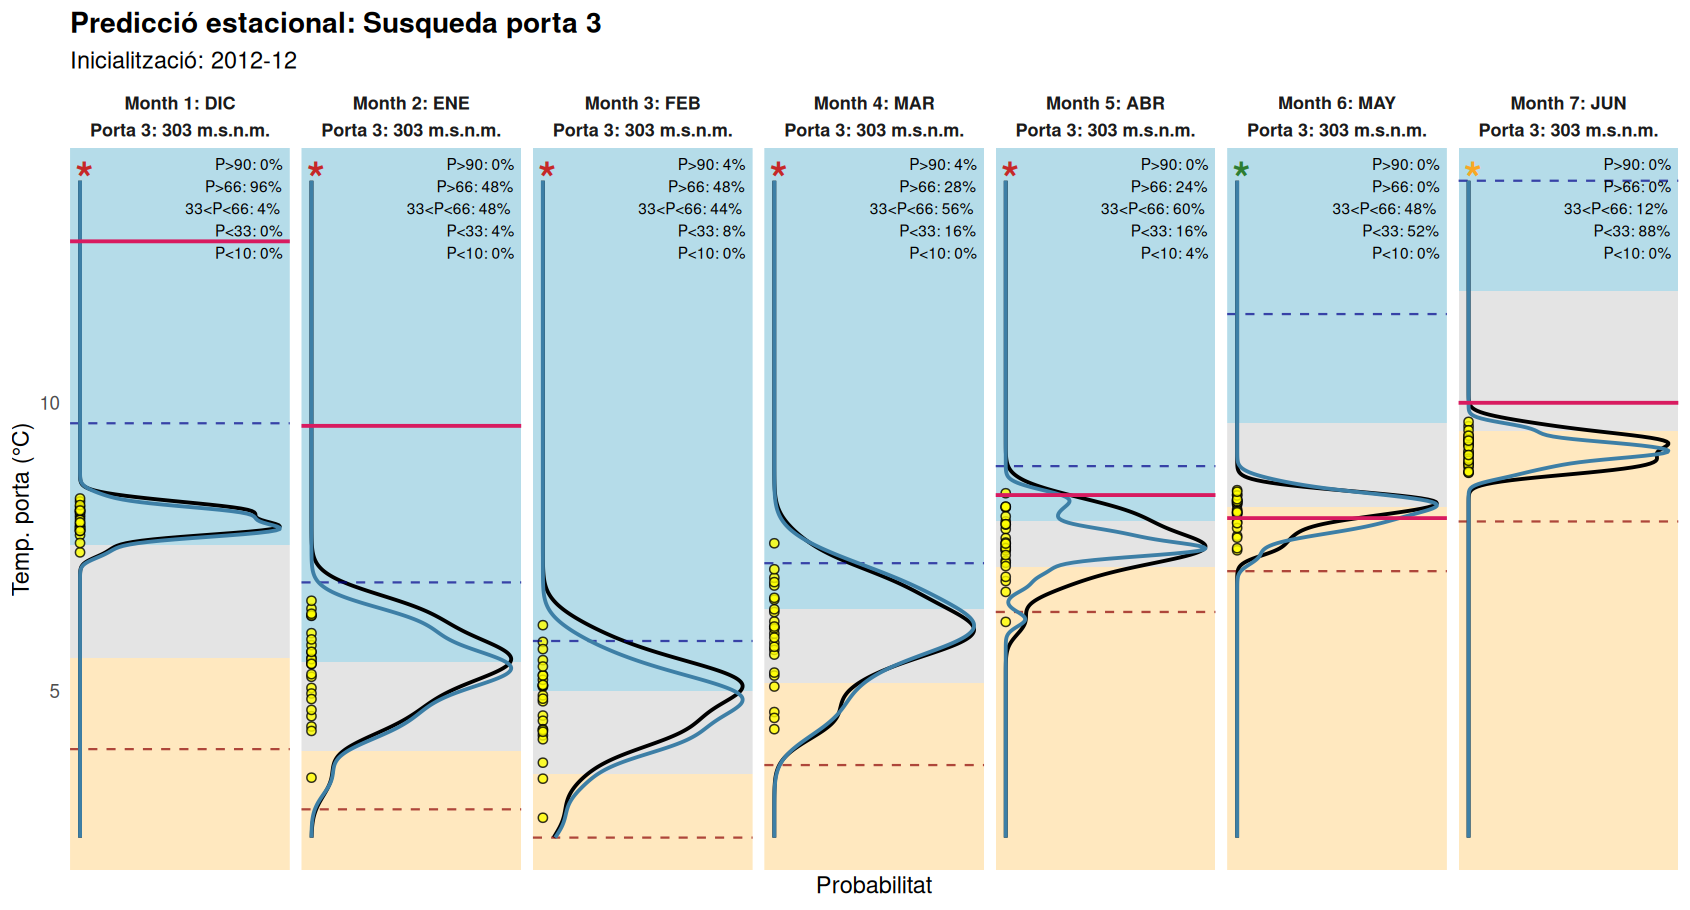 Predicció estacional: Susqueda porta 3
Inicialització: 2012-12
Month 1: DIC
Porta 3: 303 m.s.n.m.
Month 2: ENE
Porta 3: 303 m.s.n.m.
Month 3: FEB
Porta 3: 303 m.s.n.m.
Month 4: MAR
Porta 3: 303 m.s.n.m.
Month 5: ABR
Porta 3: 303 m.s.n.m.
Month 6: MAY
Porta 3: 303 m.s.n.m.
Month 7: JUN
Porta 3: 303 m.s.n.m.
*
P>90: 0%
P>66: 96%
33<P<66: 4%
P<33: 0%
P<10: 0%
*
P>90: 0%
P>66: 48%
33<P<66: 48%
P<33: 4%
P<10: 0%
*
P>90: 4%
P>66: 48%
33<P<66: 44%
P<33: 8%
P<10: 0%
*
P>90: 4%
P>66: 28%
33<P<66: 56%
P<33: 16%
P<10: 0%
*
P>90: 0%
P>66: 24%
33<P<66: 60%
P<33: 16%
P<10: 4%
*
P>90: 0%
P>66: 0%
33<P<66: 48%
P<33: 52%
P<10: 0%
*
P>90: 0%
P>66: 0%
33<P<66: 12%
P<33: 88%
P<10: 0%
10
5
Temp. porta (°C)
Probabilitat